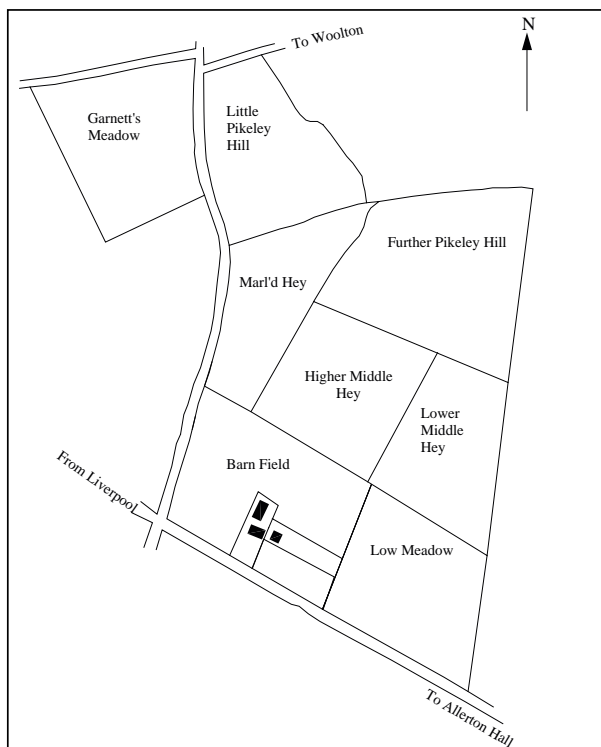 N
To Woolton
Garnett's
Meadow
Little
Pikeley
Hill
Further Pikeley Hill
Marl'd Hey
Higher Middle
Hey
Lower
Middle
Hey
Barn Field
From Liverpool
Low Meadow
To Allerton Hall